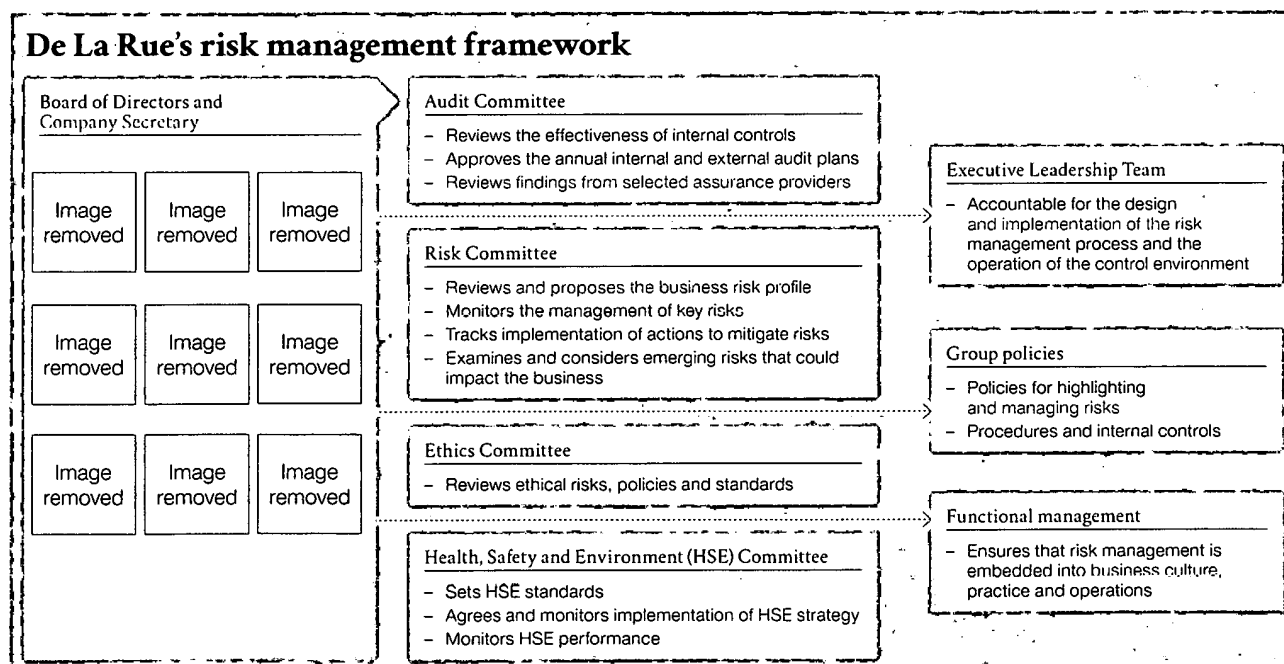 De La Rue's risk management framework
Board of Directors and
Company Secretary
Image
removed
Image
removed
Image
removed
Image
removed
Image
removed
Image
removed
Image
removed
Image
removed
Image
removed
Audit Committee
– Reviews the effectiveness of internal controls
– Approves the annual internal and external audit plans
– Reviews findings from selected assurance providers
Risk Committee
– Reviews and proposes the business risk profile
– Monitors the management of key risks
– Tracks implementation of actions to mitigate risks
– Examines and considers emerging risks that could
impact the business
Ethics Committee
– Reviews ethical risks, policies and standards
Health, Safety and Environment (HSE) Committee
– Sets HSE standards
– Agrees and monitors implementation of HSE strategy
– Monitors HSE performance
Executive Leadership Team
– Accountable for the design
and implementation of the risk
management process and the
operation of the control environment
Group policies
– Policies for highlighting
and managing risks
– Procedures and internal controls
Functional management
– Ensures that risk management is
embedded into business culture,
practice and operations